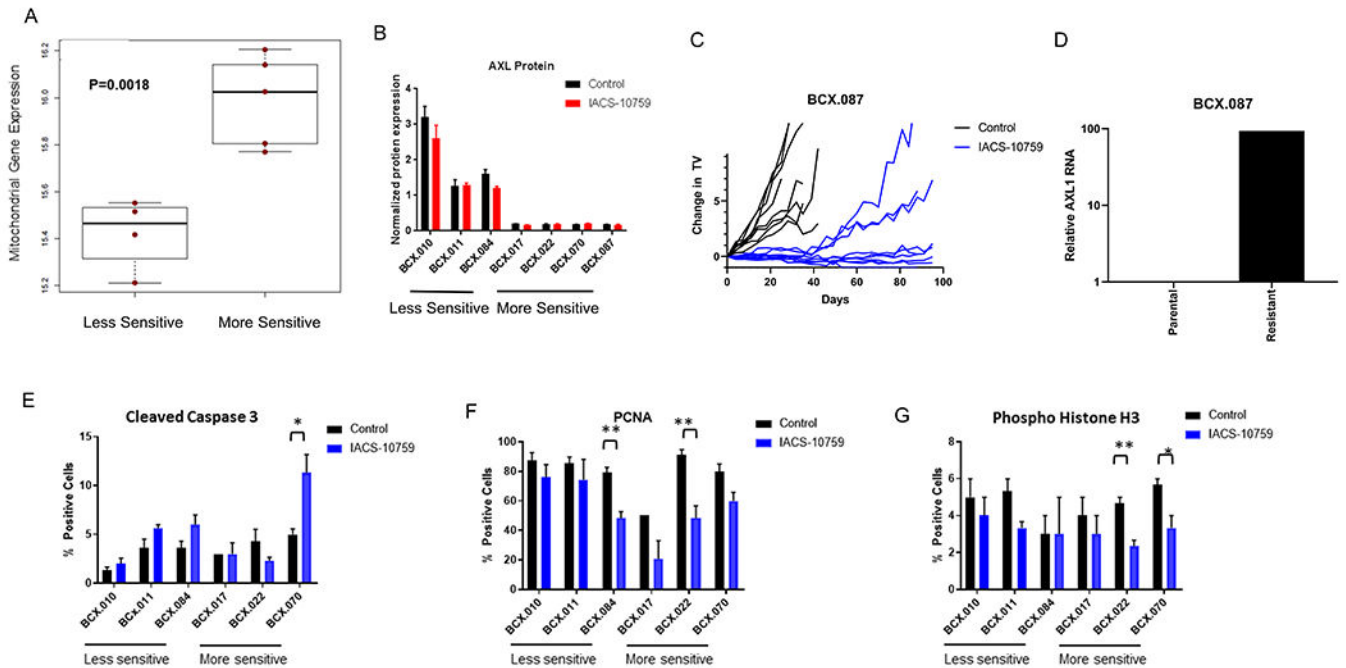 A
Mitochondrial Gene Expression
16.2
16.0
15.8
15.6
15.4
15.2
P=0.0018
Less Sensitive
More Sensitive
B
AXL Protein
Control
IACS-10759
Normalized protien expression
4
3
2
1
0
BCX.010
BCX.011
BCX.084
BCX.017
BCX.022
BCX.070
BCX.087
Less Sensitive
More Sensitive
C
BCX.087
Control
IACS-10759
Change in TV
5
0
0
20
40
60
80
100
Days
D
BCX.087
Relative AXL1 RNA
100
10
1
Parental
Resistant
E
Cleaved Caspase 3
Control
IACS-10759
% Positive Cells
15
10
5
0
*
BCX.010
BCx.011
BCX.084
BCX.017
BCX.022
BCX.070
Less sensitive
More sensitive
F
PCNA
Control
IACS-10759
% Positive Cells
100
80
60
40
20
0
**
**
BCX.010
BCX.011
BCX.084
BCX.017
BCX.022
BCX.070
Less sensitive
More sensitive
G
Phospho Histone H3
Control
IACS-10759
% Positive Cells
8
6
4
2
0
**
*
BCX.010
BCX.011
BCX.084
BCX.017
BCX.022
BCX.070
Less sensitive
More sensitive